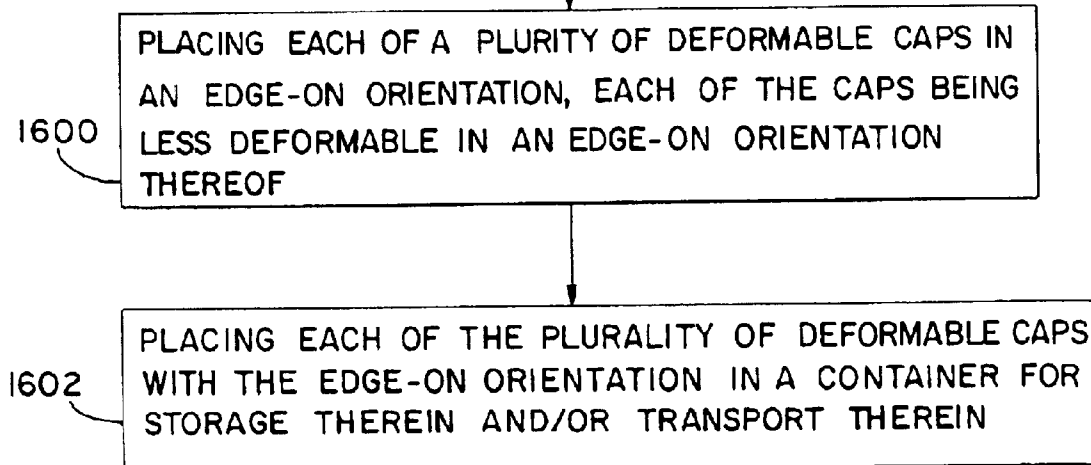 PLACING EACH OF A PLURITY OF DEFORMABLE CAPS IN
AN EDGE-ON ORIENTATION, EACH OF THE CAPS BEING
1600
LESS DEFORMABLE IN AN EDGE-ON ORIENTATION
THEREOF
PLACING EACH OF THE PLURALITY OF DEFORMABLE CAPS
1602
WITH THE EDGE-ON ORIENTATION IN A CONTAINER FOR
STORAGE THEREIN AND/OR TRANSPORT THEREIN